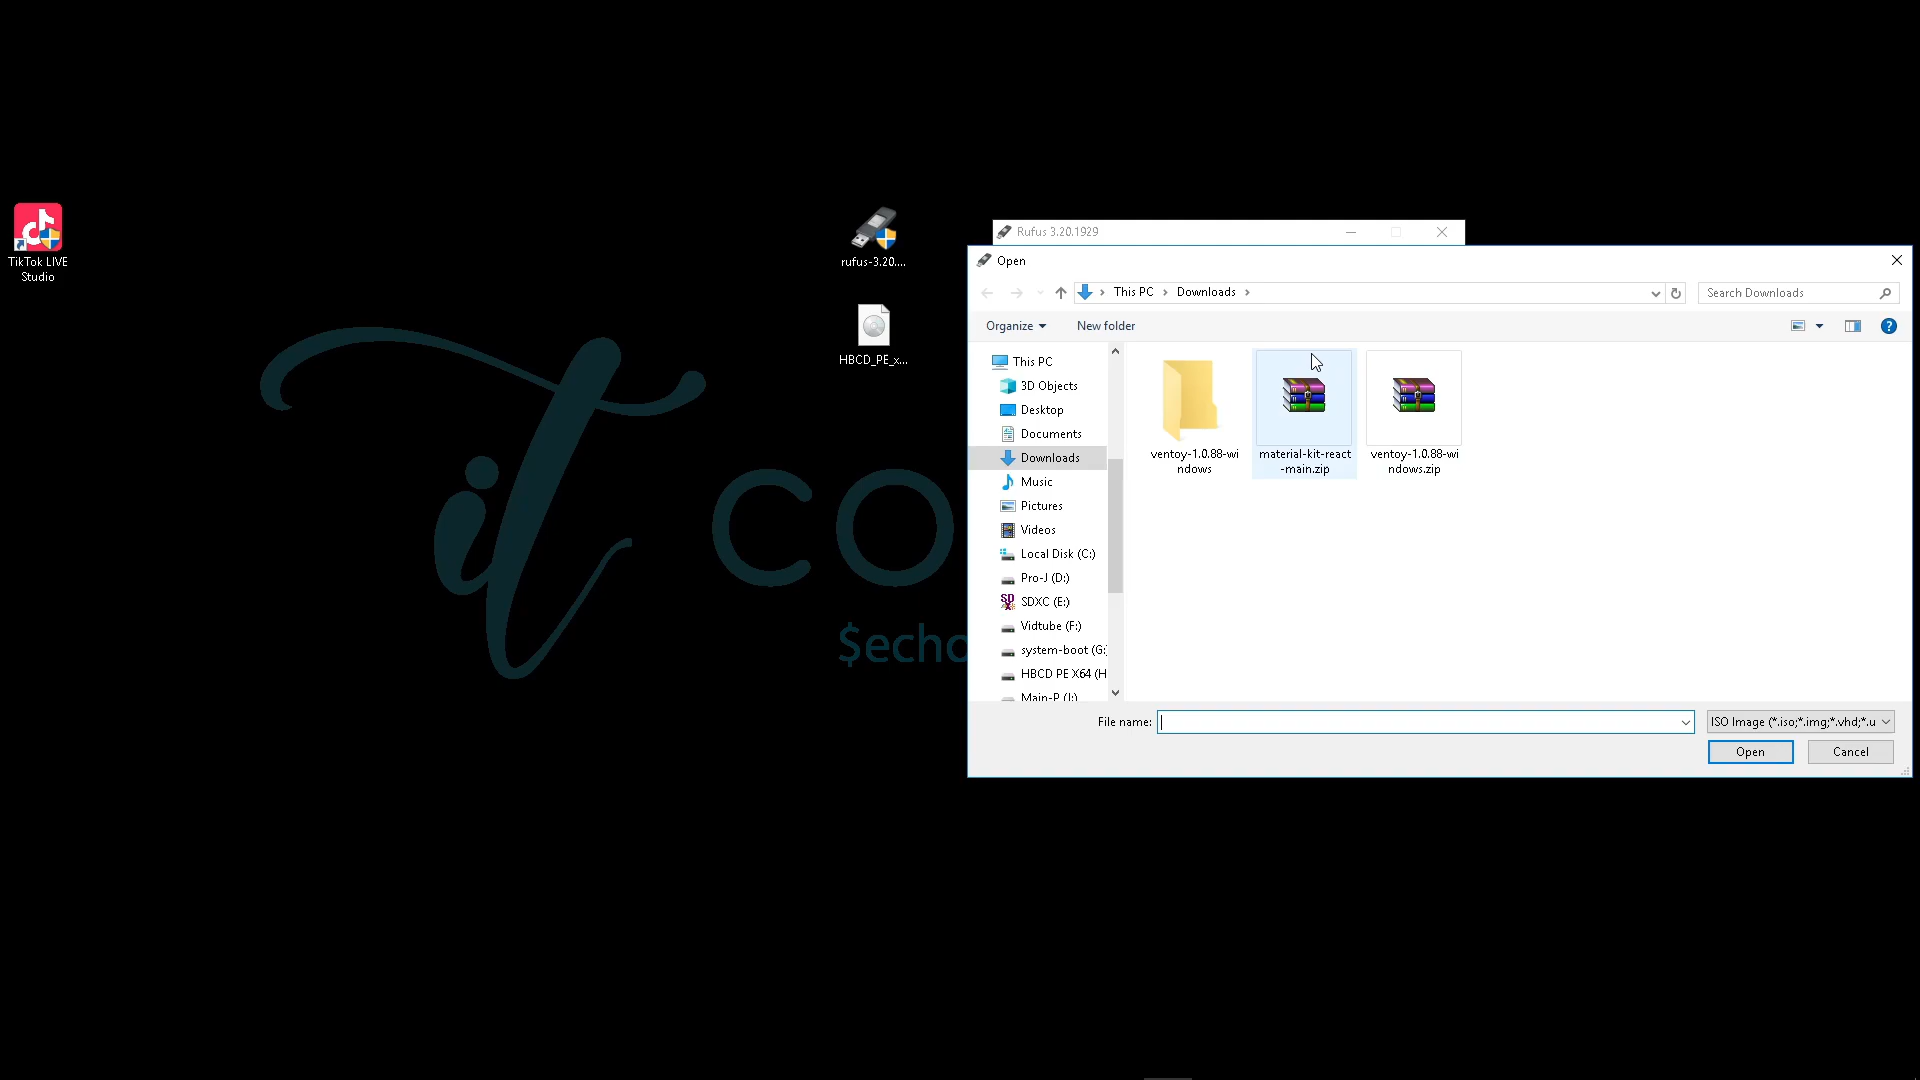 TikTok LIVE
Studio
rufus-3.20....
HBCD_PE_x...
it co
$echo
Rufus 3.20.1929
Open
This PC
Downloads
Search Downloads
Organize
New folder
This PC
3D Objects
Desktop
Documents
Downloads
Music
Pictures
Videos
Local Disk (C:)
Pro-J (D:)
SDXC (E:)
Vidtube (F:)
system-boot (G:)
HBCD PE X64 (H
Main-P (I:)
ventoy-1.0.88-wi
ndows
material-kit-react
-main.zip
ventoy-1.0.88-wi
ndows.zip
File name:
ISO Image (*.iso;*.img;*.vhd;*.u
Open
Cancel